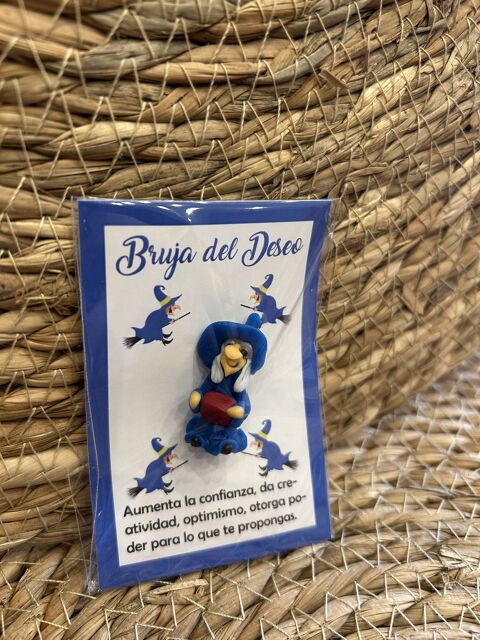 Bruja del Deseo
Aumenta la confianza, da cre-
atividad, optimismo, otorga po-
der para lo que te propongas.